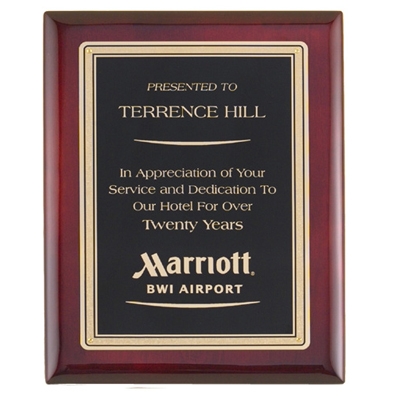 PRESENTED TO
TERRENCE HILL
In Appreciation of Your
Service and Dedication To
Our Hotel For Over
Twenty Years
Marriott®
BWI AIRPORT